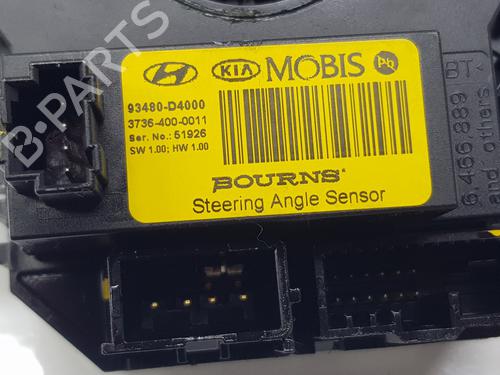 KIA MOBIS Pb
93480-D4000
3736-400-0011
Ser. No.: 51926
SW 1.00; HW 1.00
BOURNS®
Steering Angle Sensor
6 466 889 BT
and others
B-PARTS